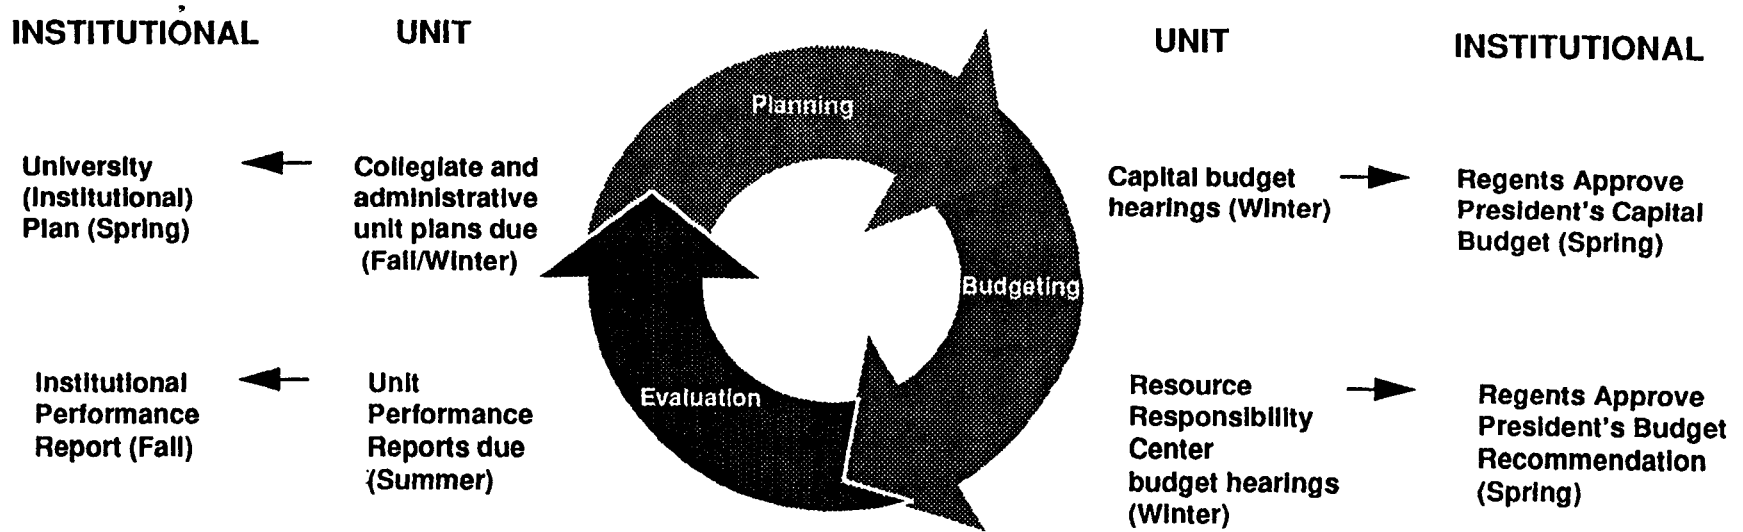 INSTITUTIONAL
UNIT
University
(Institutional)
Plan (Spring)
Collegiate and
administrative
unit plans due
(Fall/Winter)
Institutional
Performance
Report (Fall)
Unit
Performance
Reports due
(Summer)
Planning
Budgeting
Evaluation
UNIT
INSTITUTIONAL
Capital budget
hearings (Winter)
Regents Approve
President's Capital
Budget (Spring)
Resource
Responsibility
Center
budget hearings
(Winter)
Regents Approve
President's Budget
Recommendation
(Spring)